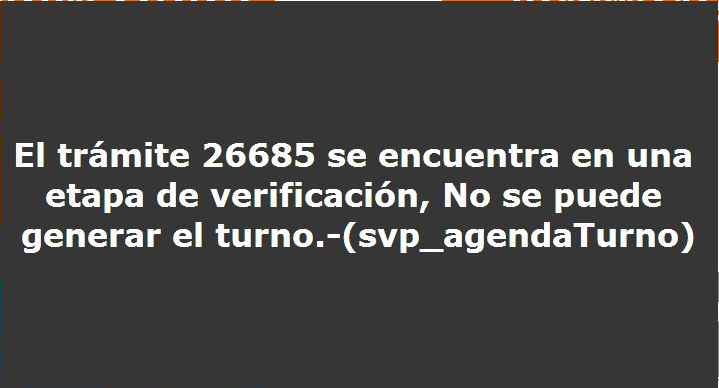 El trámite 26685 se encuentra en una
etapa de verificación, No se puede
generar el turno.-(svp_agendaTurno)